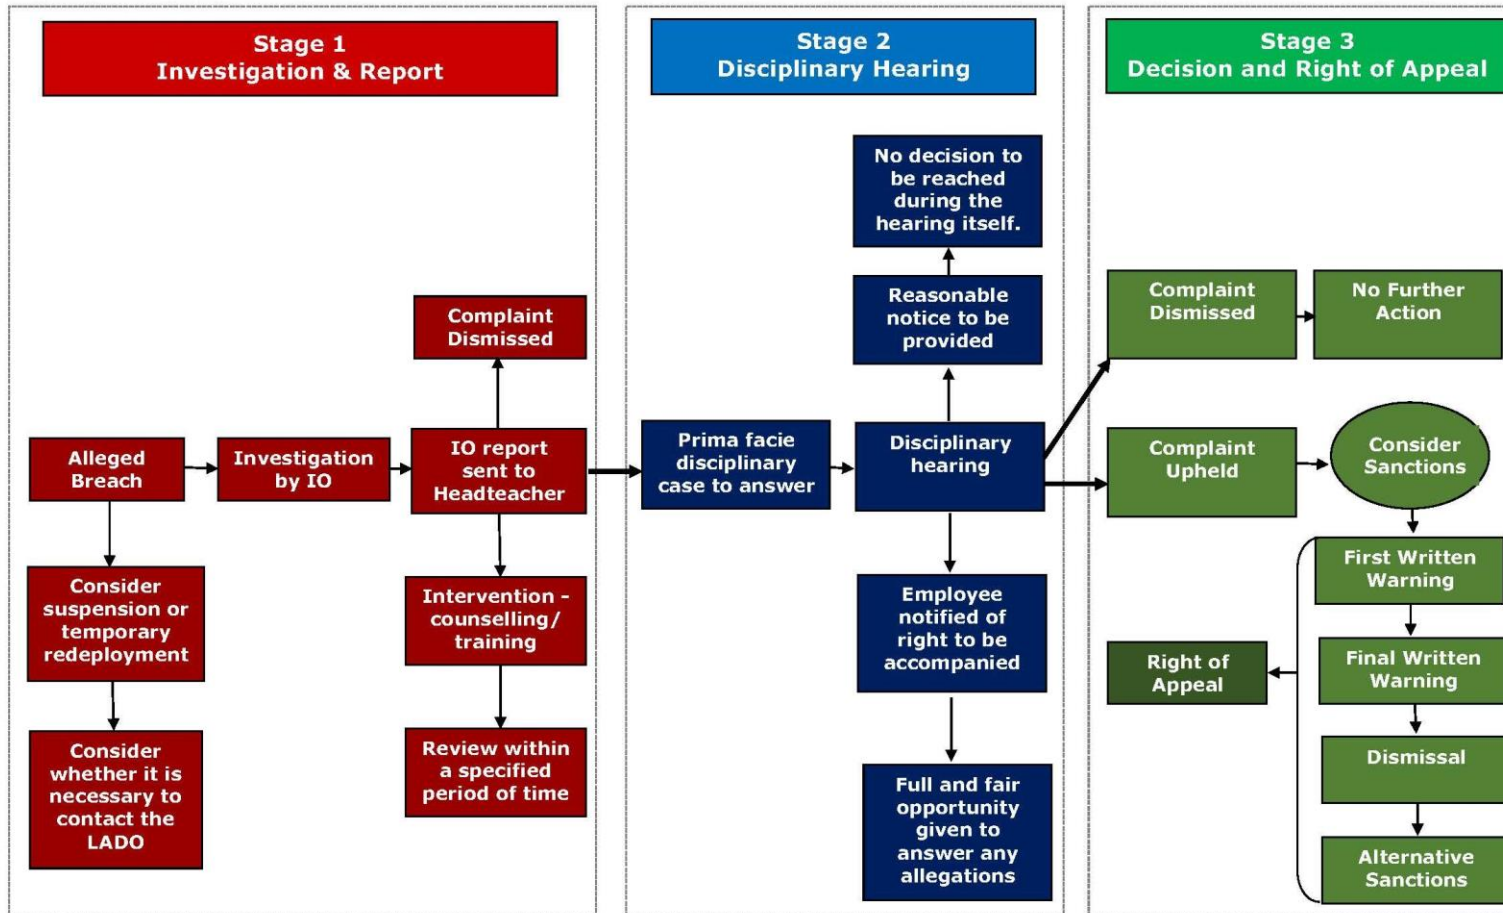 Stage 1
Investigation & Report
Alleged
Breach
Consider
suspension or
temporary
redeployment
Consider
whether it is
necessary to
contact the
LADO
Investigation
by IO
Complaint
Dismissed
IO report
sent to
Headteacher
Intervention -
counselling/
training
Review within
a specified
period of time
Stage 2
Disciplinary Hearing
Prima facie
disciplinary
case to answer
No decision to
be reached
during the
hearing itself.
Reasonable
notice to be
provided
Disciplinary
hearing
Employee
notified of
right to be
accompanied
Full and fair
opportunity
given to
answer any
allegations
Stage 3
Decision and Right of Appeal
Complaint
Dismissed
No Further
Action
Complaint
Upheld
Consider
Sanctions
First Written
Warning
Right of
Appeal
Final Written
Warning
Dismissal
Alternative
Sanctions